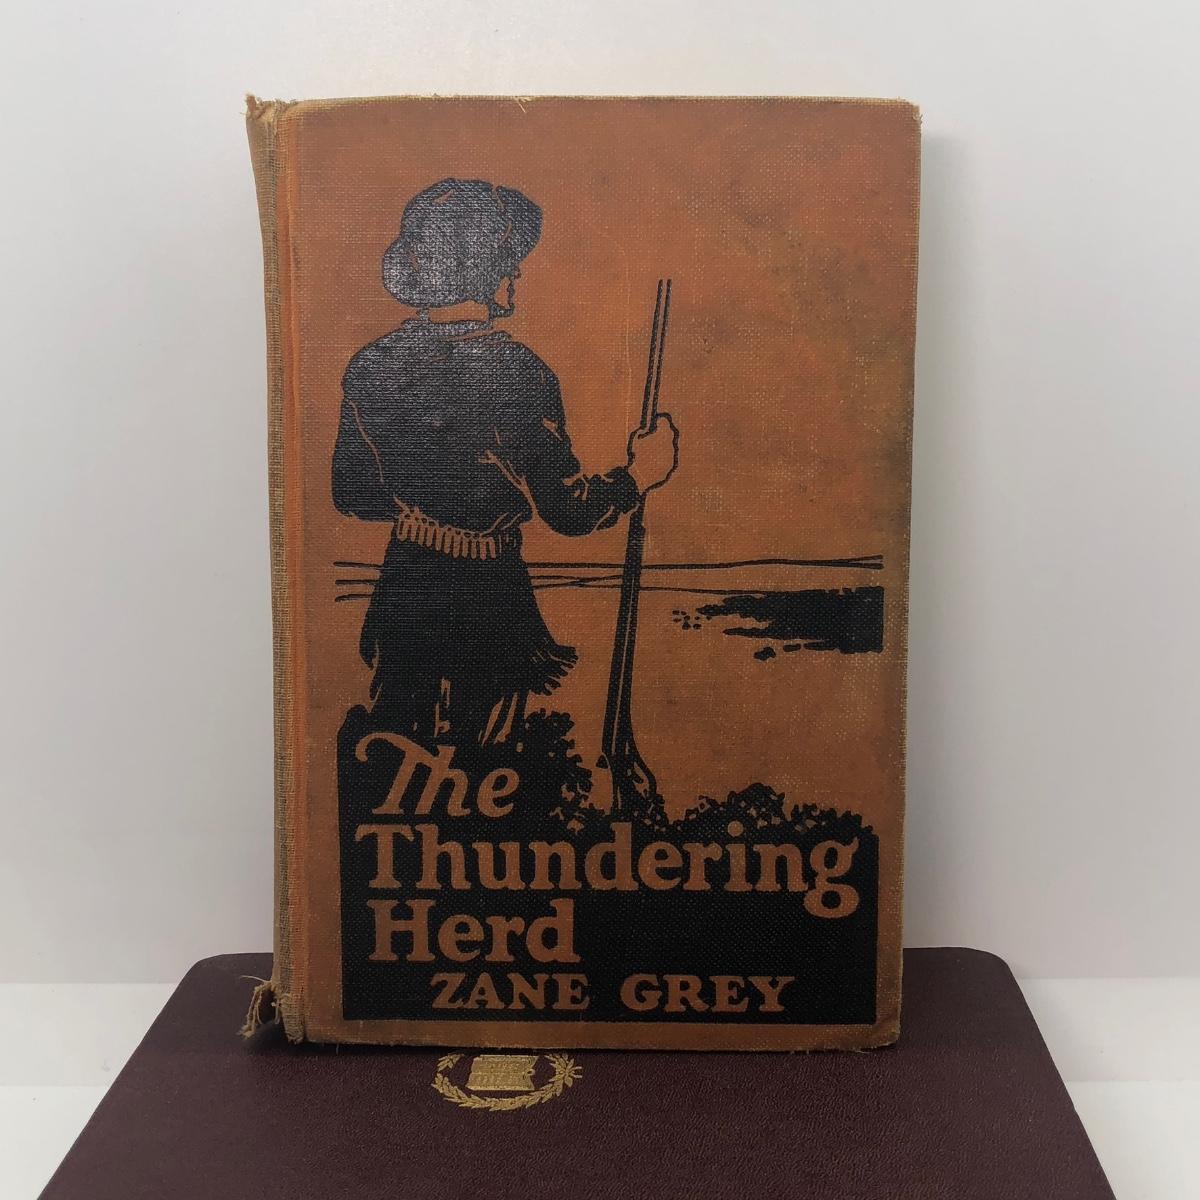 The
Thundering
Herd
ZANE GREY